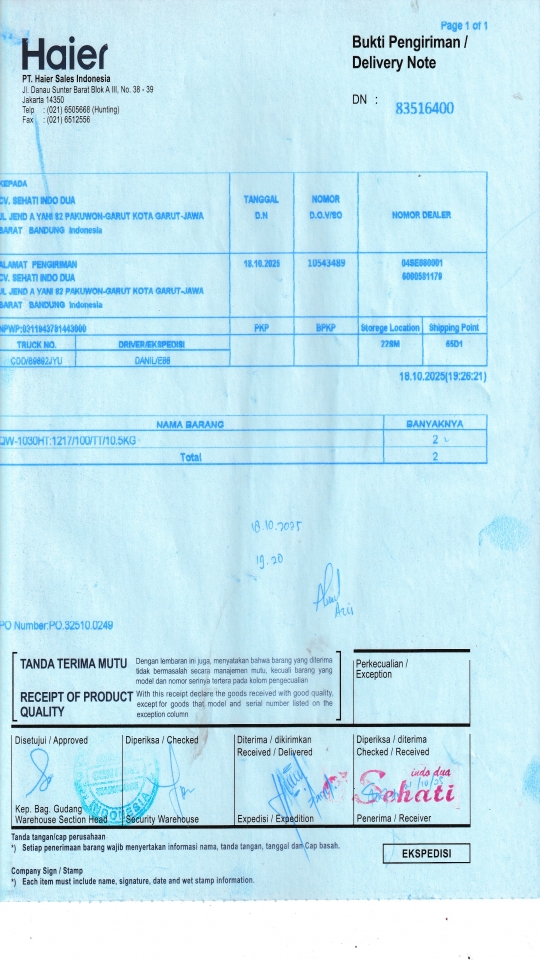 Page 1 of 1
Haier
Bukti Pengiriman /
Delivery Note
PT. Haier Sales Indonesia
Jl. Danau Sunter Barat Blok A III, No. 38 - 39
Jakarta 14350
Telp : (021) 6505668 (Hunting)
Fax : (021) 6512556
DN : 83516400
KEPADA
CV. SEHATI INDO DUA
JL JEND A YANI 82 PAKUWON-GARUT KOTA GARUT-JAWA
BARAT BANDUNG Indonesia
TANGGAL
D.N
NOMOR
D.O.V/SO
NOMOR DEALER
ALAMAT PENGIRIMAN
CV. SEHATI INDO DUA
JL JEND A YANI 82 PAKUWON-GARUT KOTA GARUT-JAWA
BARAT BANDUNG Indonesia
18.10.2025
10543489
PKP
BPKP
Storege Location
Shipping Point
TRUCK NO.
DRIVER/EKSPEDISI
228M
18.10.2025(19:26:21)
NAMA BARANG
BANYAKNYA
QW-1030HT:1217/100/TT/10.5KG
2
Total
2
18.10.2025
19.20
Azis
PO Number:PO.32510.0249
TANDA TERIMA MUTU
Dengan lembaran ini juga, menyatakan bahwa barang yang diterima
tidak bermasalah secara manajemen mutu, kecuali barang yang
model dan nomor serinya tertera pada kolom pengecualian
RECEIPT OF PRODUCT
QUALITY
With this receipt declare the goods received with good quality,
except for goods that model and serial number listed on the
exception column
Perkecualian /
Exception
Disetujui / Approved
Diperiksa / Checked
Diterima / dikirimkan
Received / Delivered
Diperiksa / diterima
Checked / Received
INDONESIA
indo dua
Sehati
Kep. Bag. Gudang
Warehouse Section Head
Security Warehouse
Expedisi / Expedition
Penerima / Receiver
Tanda tangan/cap perusahaan
*) Setiap penerimaan barang wajib menyertakan informasi nama, tanda tangan, tanggal dan Cap basah.
EKSPEDISI
Company Sign / Stamp
*) Each item must include name, signature, date and wet stamp information.